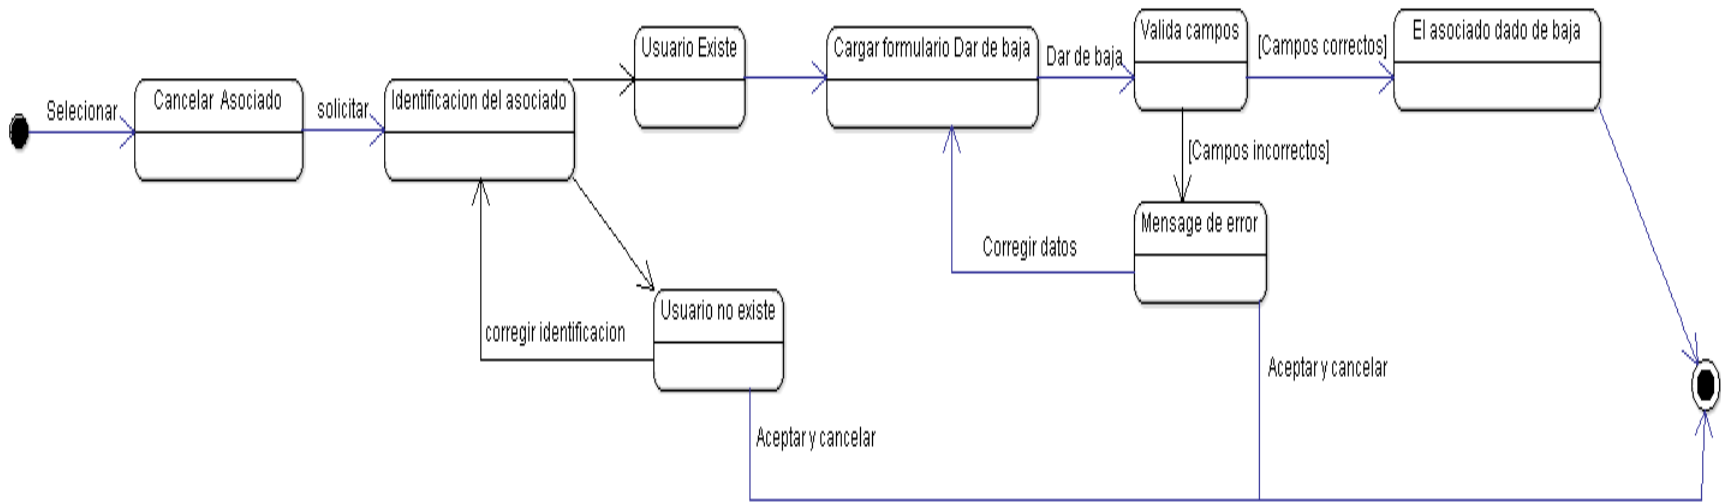 Selecionar
Cancelar Asociado
solicitar
Identificacion del asociado
Usuario Existe
Cargar formulario Dar de baja
Dar de baja
Valida campos
[Campos correctos]
El asociado dado de baja
[Campos incorrectos]
Mensage de error
Corregir datos
Usuario no existe
corregir identificacion
Aceptar y cancelar
Aceptar y cancelar